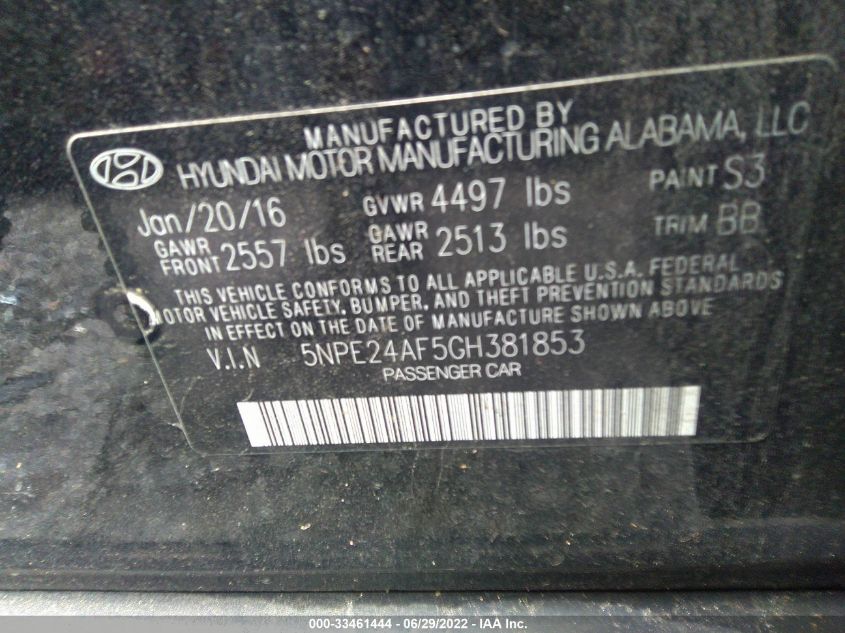 MANUFACTURED BY
HYUNDAI MOTOR MANUFACTURING ALABAMA, LLC
Jan/20/16 GVWR 4497 lbs PAINT S3
GAWR FRONT 2557 lbs GAWR REAR 2513 lbs TRIM BB
THIS VEHICLE CONFORMS TO ALL APPLICABLE U.S.A. FEDERAL
MOTOR VEHICLE SAFETY, BUMPER, AND THEFT PREVENTION STANDARDS
IN EFFECT ON THE DATE OF MANUFACTURE SHOWN ABOVE
V.I.N 5NPE24AF5GH381853
PASSENGER CAR
000-33461444 - 06/29/2022 - IAA Inc.